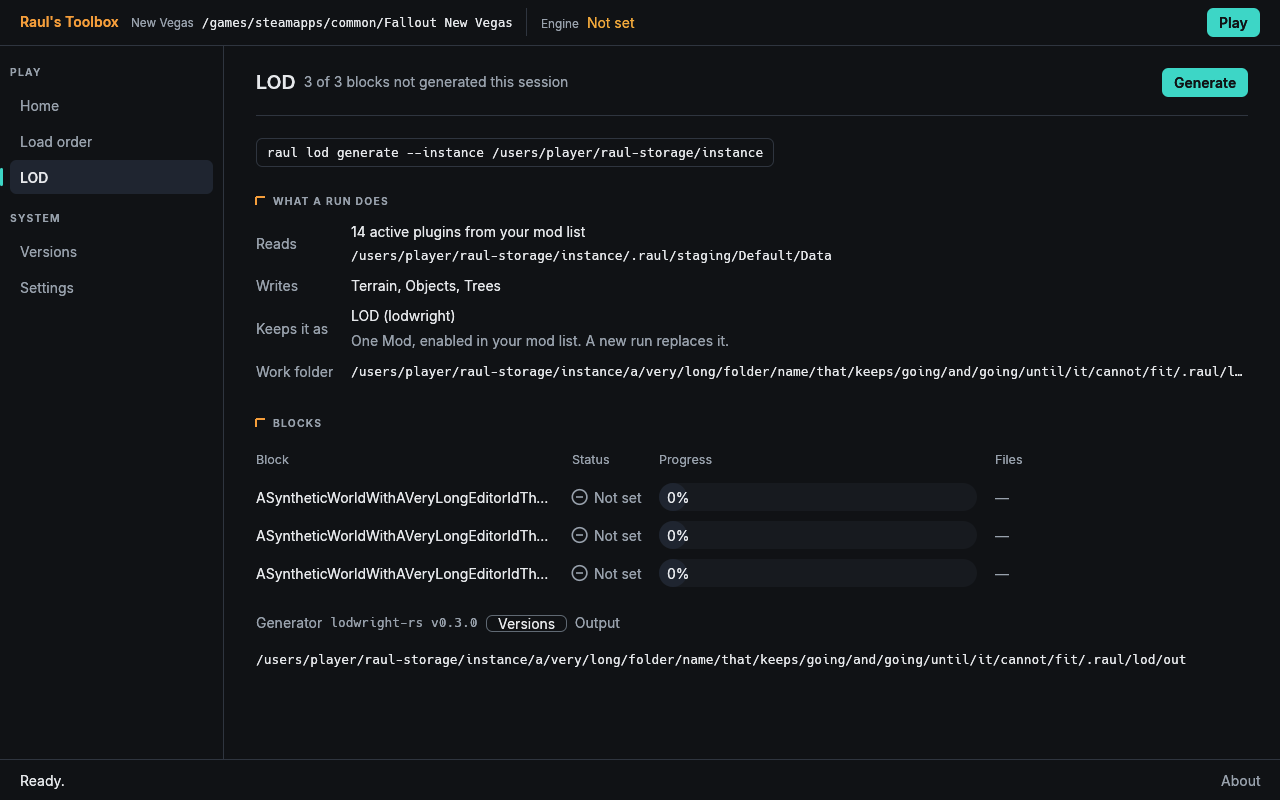 Raul's Toolbox New Vegas /games/steamapps/common/Fallout New Vegas Engine Not set Play
PLAY
Home
Load order
LOD
SYSTEM
Versions
Settings
LOD 3 of 3 blocks not generated this session Generate
raul lod generate --instance /users/player/raul-storage/instance
WHAT A RUN DOES
Reads 14 active plugins from your mod list
/users/player/raul-storage/instance/.raul/staging/Default/Data
Writes Terrain, Objects, Trees
Keeps it as LOD (lodwright)
One Mod, enabled in your mod list. A new run replaces it.
Work folder /users/player/raul-storage/instance/a/very/long/folder/name/that/keeps/going/and/going/until/it/cannot/fit/.raul/l…
BLOCKS
Block Status Progress Files
ASyntheticWorldWithAVeryLongEditorIdTh... Not set 0% —
ASyntheticWorldWithAVeryLongEditorIdTh... Not set 0% —
ASyntheticWorldWithAVeryLongEditorIdTh... Not set 0% —
Generator lodwright-rs v0.3.0 Versions Output
/users/player/raul-storage/instance/a/very/long/folder/name/that/keeps/going/and/going/until/it/cannot/fit/.raul/lod/out
Ready. About